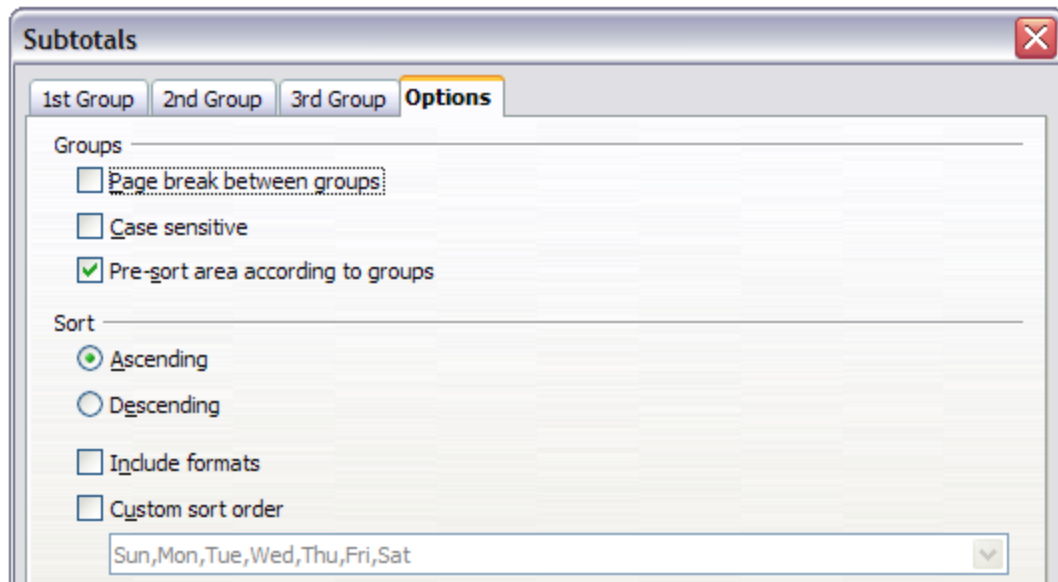 Subtotals
1st Group 2nd Group 3rd Group Options
Groups
Page break between groups
Case sensitive
Pre-sort area according to groups
Sort
Ascending
Descending
Include formats
Custom sort order
Sun,Mon,Tue,Wed,Thu,Fri,Sat